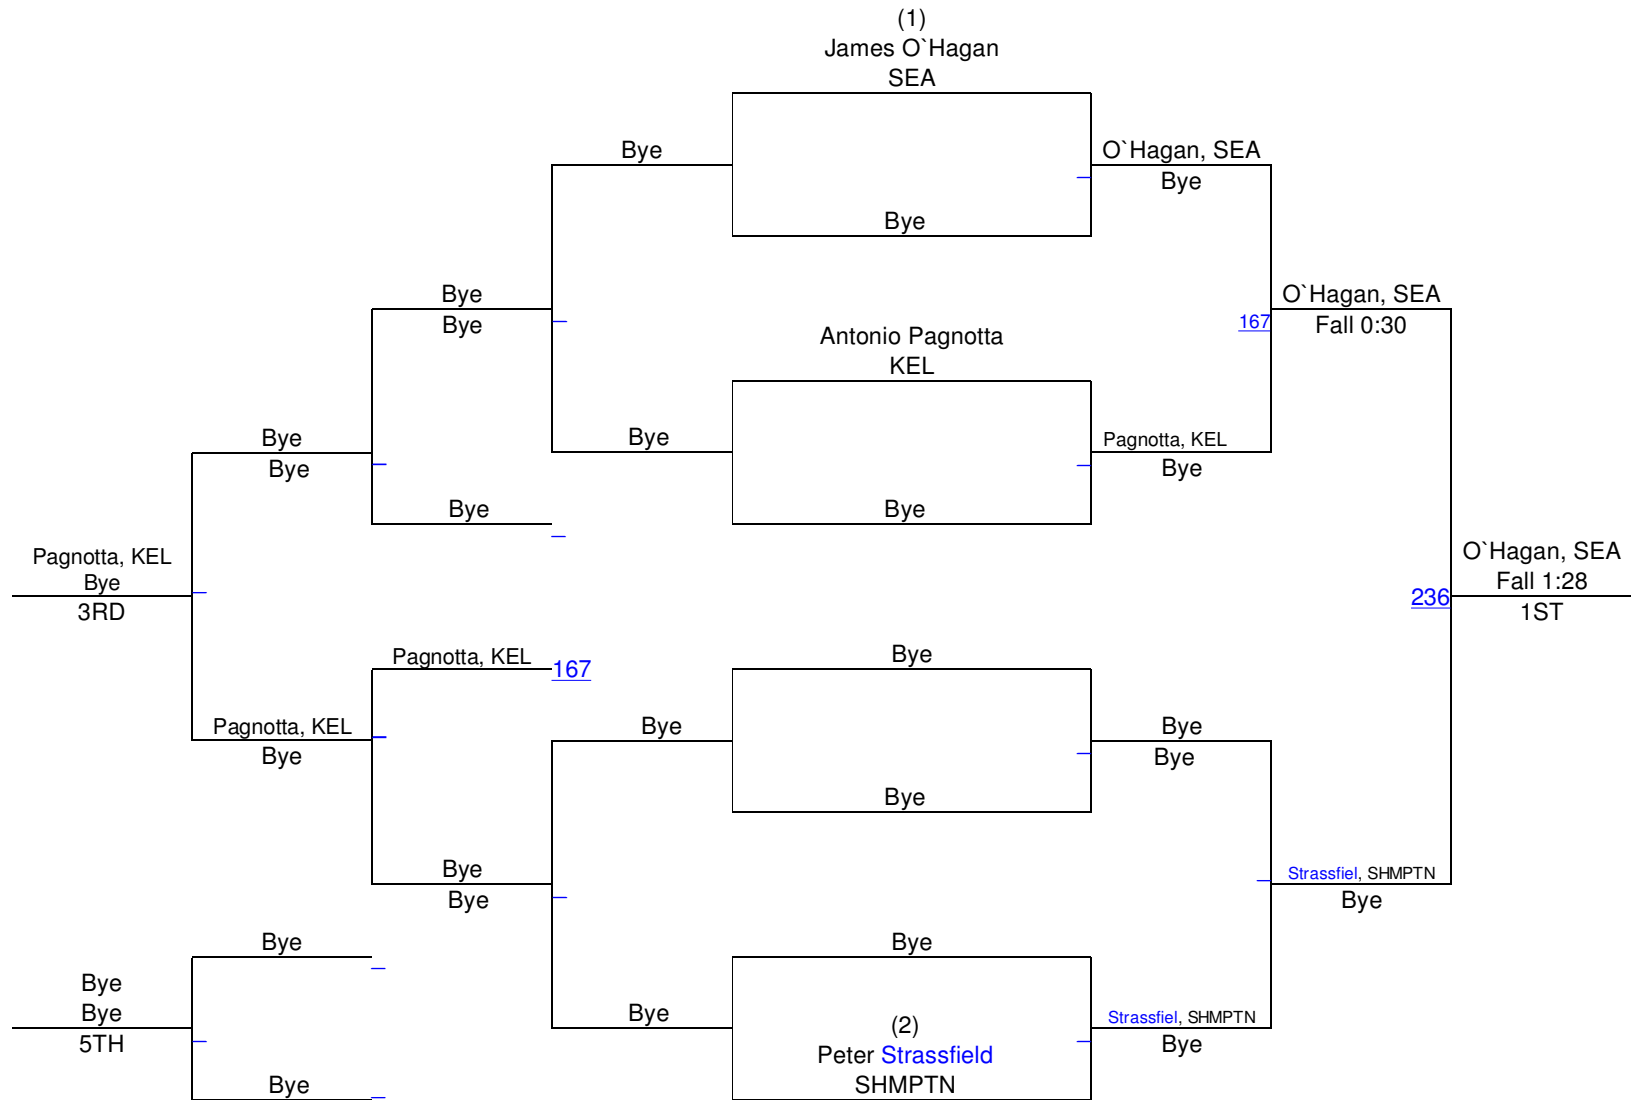 (1)
James O`Hagan
SEA
Bye
O`Hagan, SEA
Bye
Bye
Bye
Bye
O`Hagan, SEA
167
Fall 0:30
Antonio Pagnotta
KEL
Bye
Bye
Bye
Pagnotta, KEL
Bye
Bye
Bye
Pagnotta, KEL
Bye
3RD
O`Hagan, SEA
Fall 1:28
236
1ST
Pagnotta, KEL
167
Bye
Pagnotta, KEL
Bye
Bye
Bye
Bye
Bye
Bye
Bye
Strassfiel, SHMPTN
Bye
Bye
Bye
Bye
Bye
5TH
Bye
(2)
Peter Strassfield
SHMPTN
Strassfiel, SHMPTN
Bye
Bye